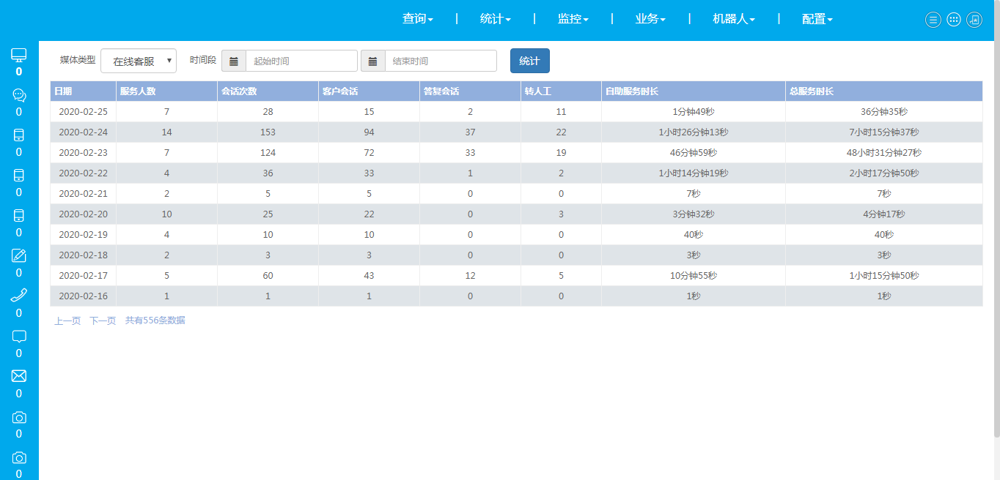 查询 | 统计 | 监控 | 业务 | 机器人 | 配置
媒体类型 在线客服 时间段 起始时间 结束时间 统计
日期 服务人数 会话次数 客户会话 答复会话 转人工 自助服务时长 总服务时长
2020-02-25 7 28 15 2 11 1分钟49秒 36分钟35秒
2020-02-24 14 153 94 37 22 1小时26分钟13秒 7小时15分钟37秒
2020-02-23 7 124 72 33 19 46分钟59秒 48小时31分钟27秒
2020-02-22 4 36 33 1 2 1小时14分钟19秒 2小时17分钟50秒
2020-02-21 2 5 5 0 0 7秒 7秒
2020-02-20 10 25 22 0 3 3分钟32秒 4分钟17秒
2020-02-19 4 10 10 0 0 40秒 40秒
2020-02-18 2 3 3 0 0 3秒 3秒
2020-02-17 5 60 43 12 5 10分钟55秒 1小时15分钟50秒
2020-02-16 1 1 1 0 0 1秒 1秒
上一页 下一页 共有556条数据
0
0
0
0
0
0
0
0
0
0
0